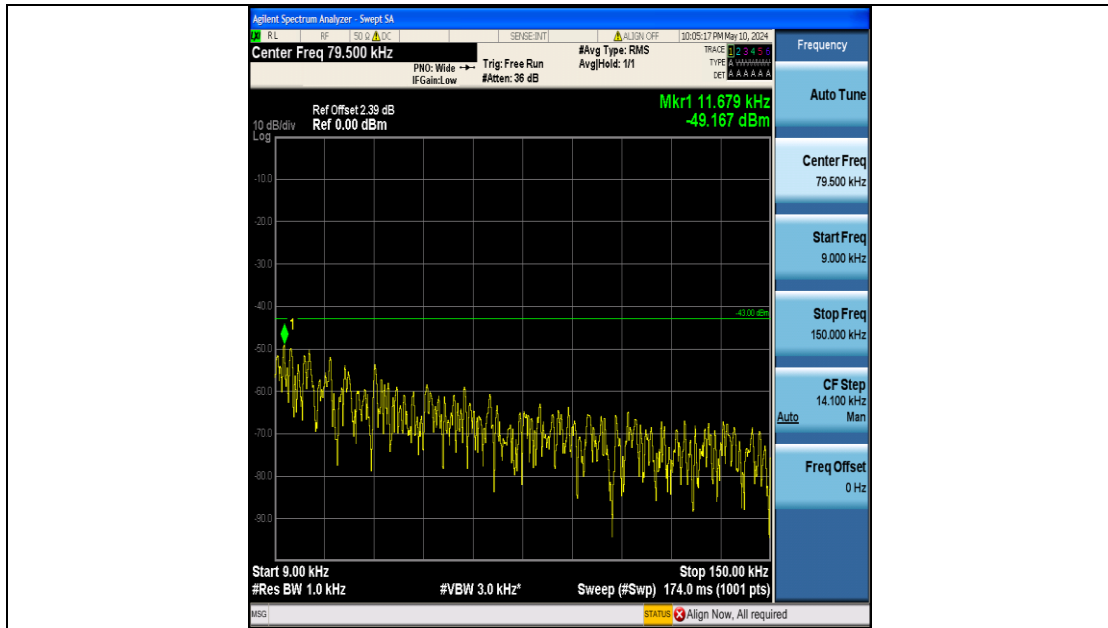 Agilent Spectrum Analyzer - Swept SA
RL RF 50 Ω DC SENSE:INT ALIGN OFF 10:05:17 PM May 10, 2024
Center Freq 79.500 kHz
PNO: Wide
IFGain:Low
Trig: Free Run
#Atten: 36 dB
#Avg Type: RMS
Avg|Hold: 1/1
TRACE 1 2 3 4 5 6
TYPE A WWWWW
DET A A A A A A
Ref Offset 2.39 dB
10 dB/div Ref 0.00 dBm
Log
Mkr1 11.679 kHz
-49.167 dBm
-10.0
-20.0
-30.0
-40.0
-43.00 dBm
1
-50.0
-60.0
-70.0
-80.0
-90.0
Start 9.00 kHz Stop 150.00 kHz
#Res BW 1.0 kHz #VBW 3.0 kHz* Sweep (#Swp) 174.0 ms (1001 pts)
MSG STATUS Align Now, All required
Frequency
Auto Tune
Center Freq
79.500 kHz
Start Freq
9.000 kHz
Stop Freq
150.000 kHz
CF Step
14.100 kHz
Auto Man
Freq Offset
0 Hz